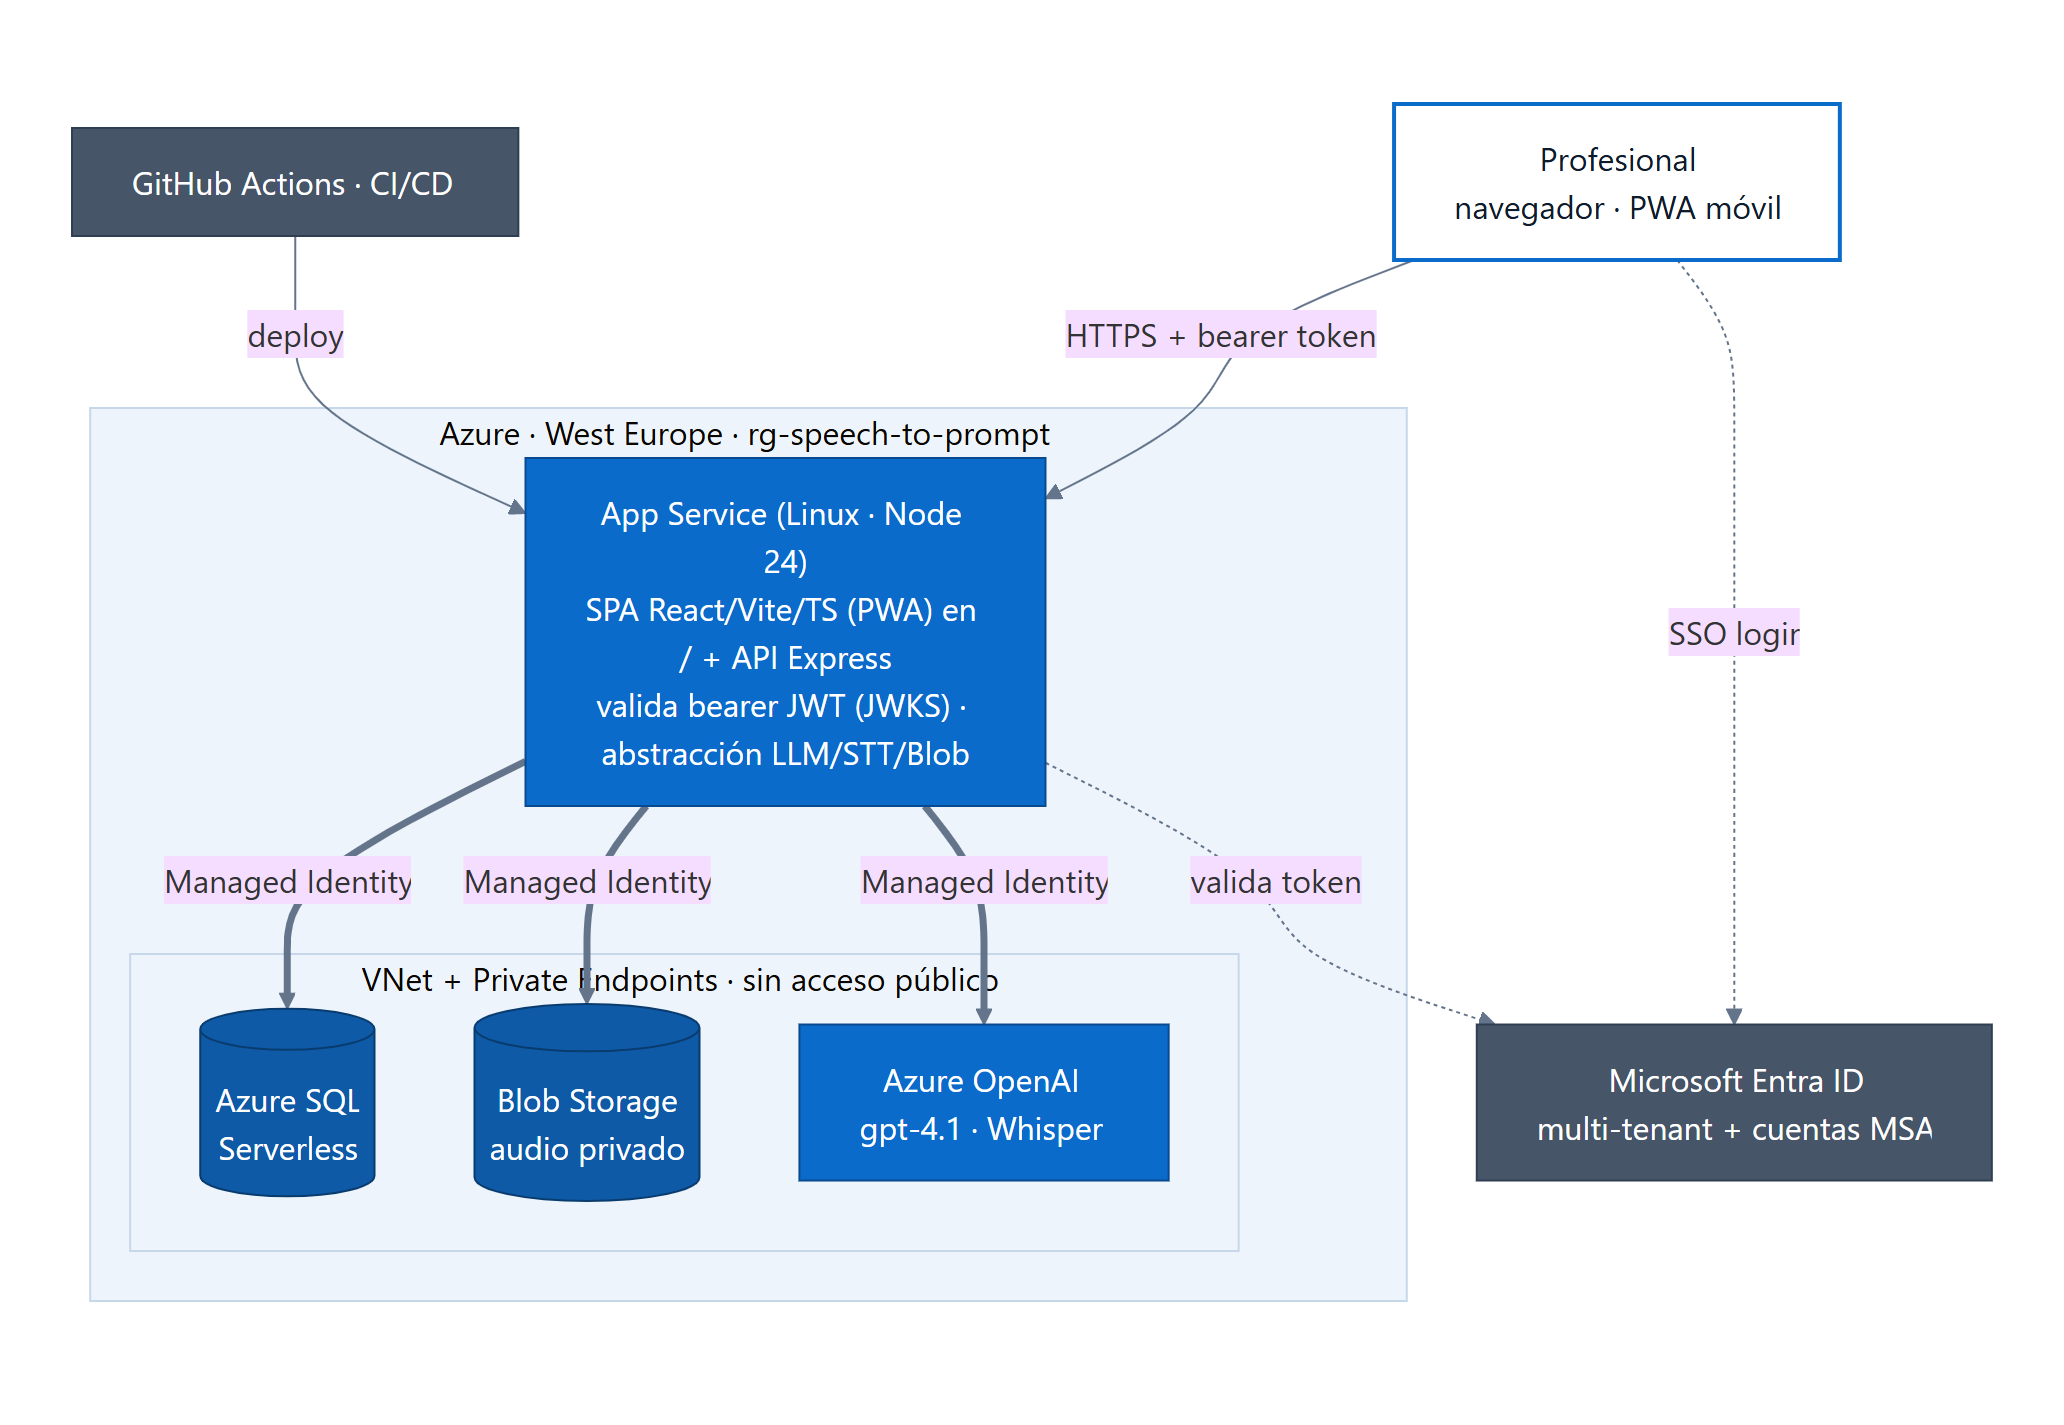 GitHub Actions · CI/CD
Profesional
navegador · PWA móvil
deploy
HTTPS + bearer token
Azure · West Europe · rg-speech-to-prompt
App Service (Linux · Node
24)
SPA React/Vite/TS (PWA) en
/ + API Express
valida bearer JWT (JWKS) ·
abstracción LLM/STT/Blob
SSO login
Managed Identity
Managed Identity
Managed Identity
valida token
VNet + Private Endpoints · sin acceso público
Azure SQL
Serverless
Blob Storage
audio privado
Azure OpenAI
gpt-4.1 · Whisper
Microsoft Entra ID
multi-tenant + cuentas MSA